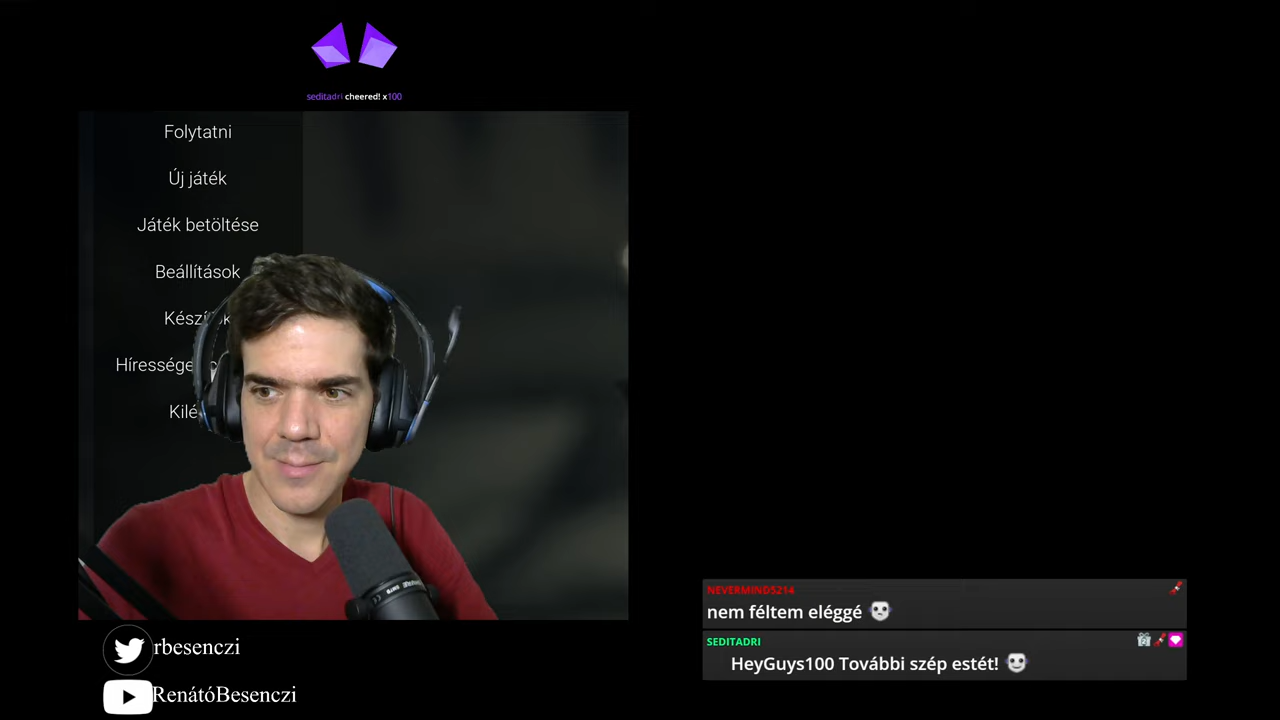 seditadri cheered! x100
Folytatni
Új játék
Játék betöltése
Beállítások
NEVERMIND5214
nem féltem eléggé
SEDITADRI
HeyGuys100 További szép estét!
rbesenczi
RenátóBesenczi